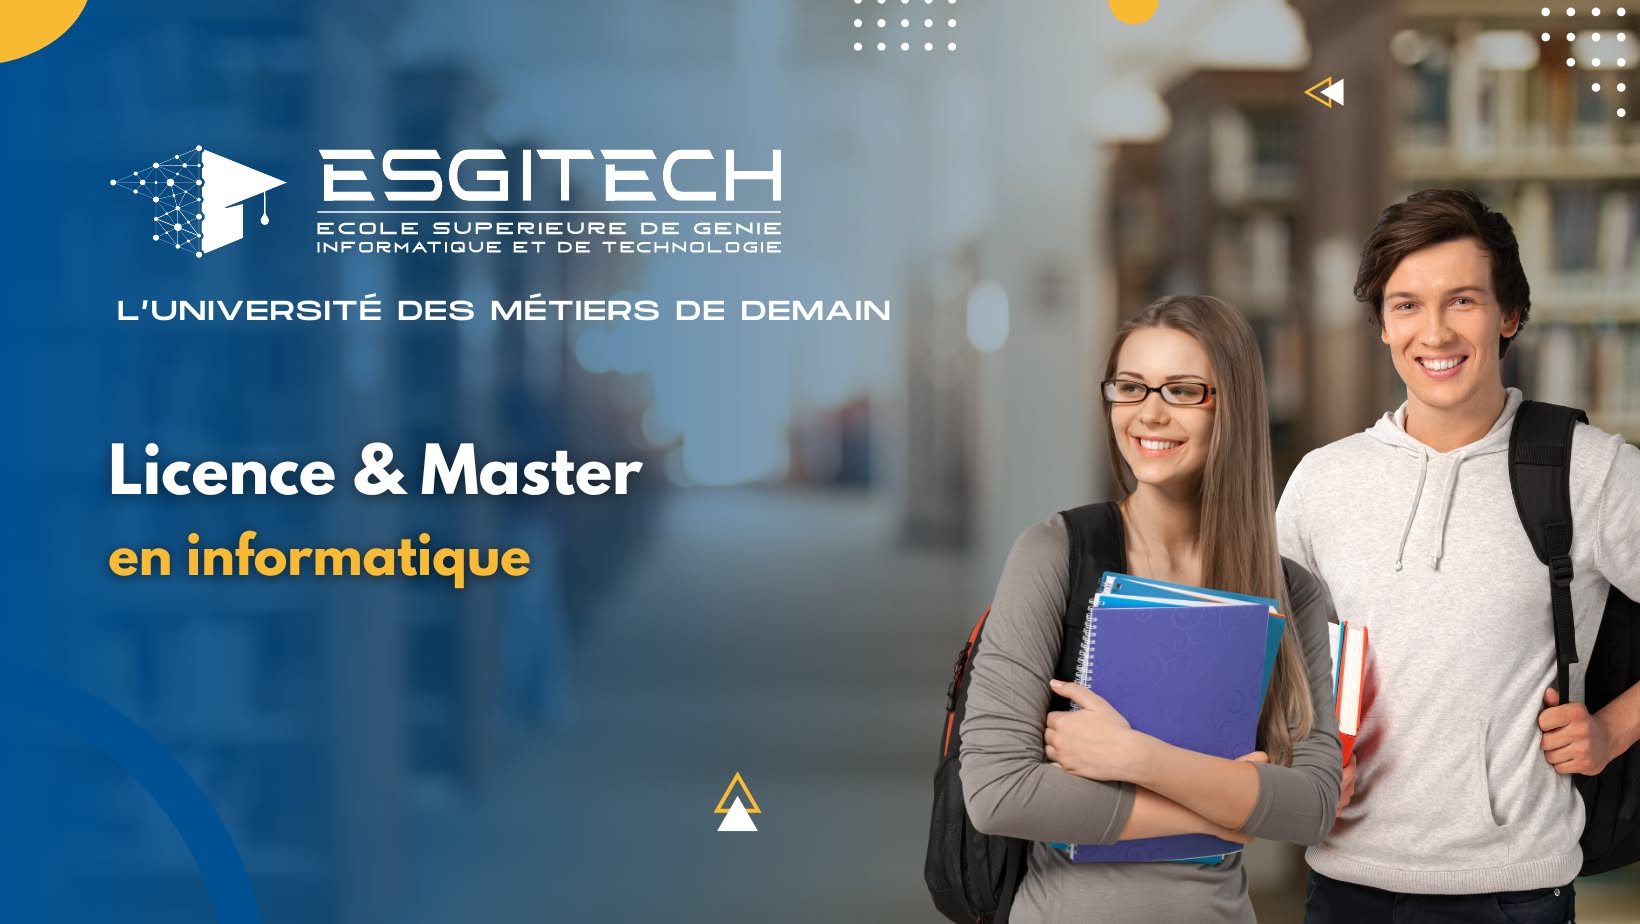 ESGITECH
ECOLE SUPERIEURE DE GENIE
INFORMATIQUE ET DE TECHNOLOGIE
L'UNIVERSITÉ DES MÉTIERS DE DEMAIN
Licence & Master
en informatique